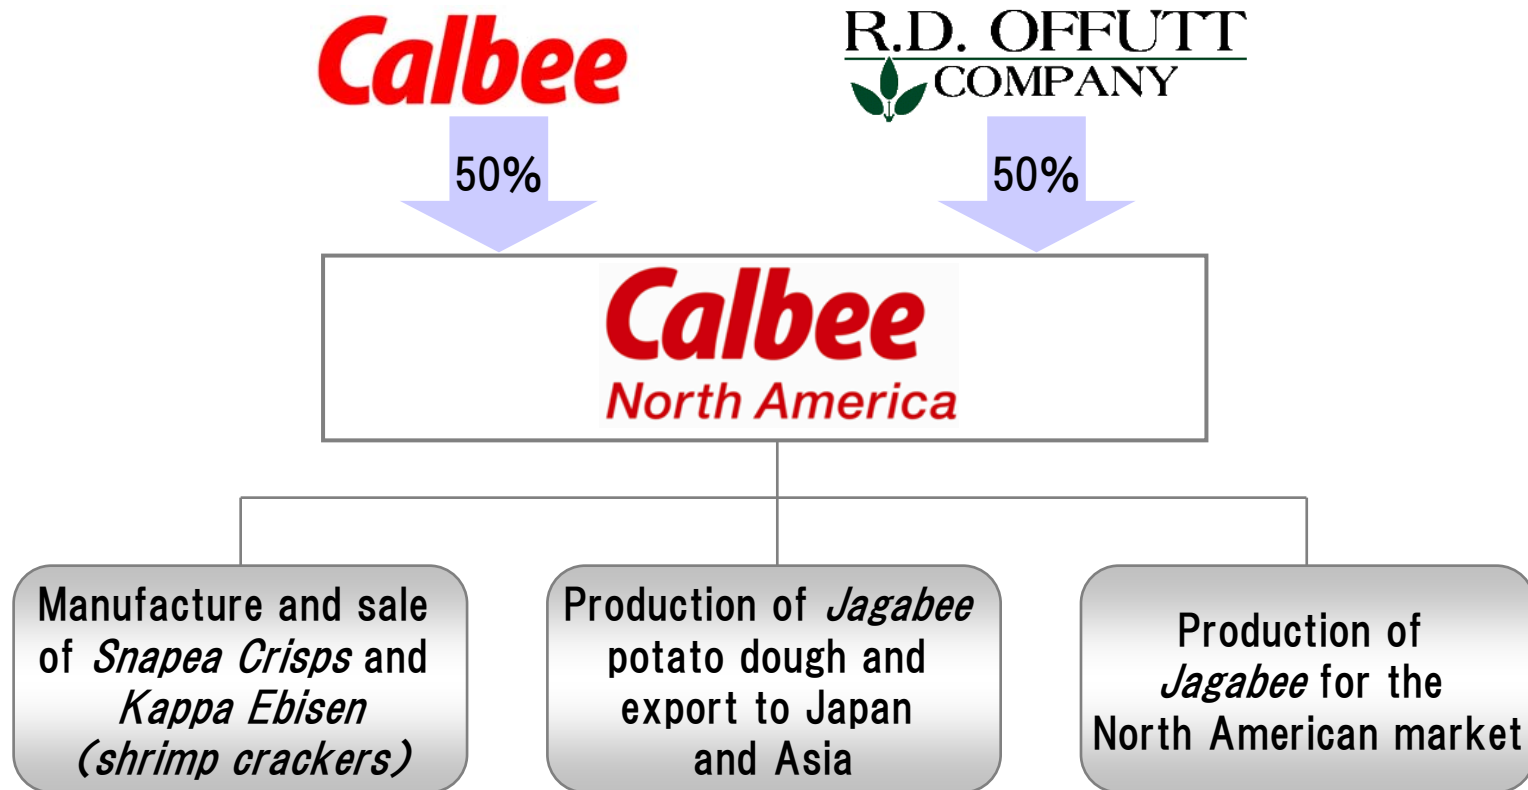 Calbee
R.D. OFFUTT
COMPANY
50%
50%
Calbee
North America
Manufacture and sale
of Snapea Crisps and
Kappa Ebisen
(shrimp crackers)
Production of Jagabee
potato dough and
export to Japan
and Asia
Production of
Jagabee for the
North American market